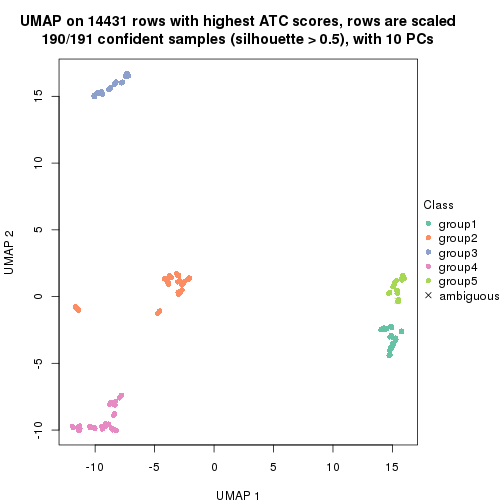 UMAP on 14431 rows with highest ATC scores, rows are scaled
190/191 confident samples (silhouette > 0.5), with 10 PCs
15
10
5
0
-5
-10
UMAP 2
-10
-5
0
5
10
15
UMAP 1
Class
group1
group2
group3
group4
group5
ambiguous